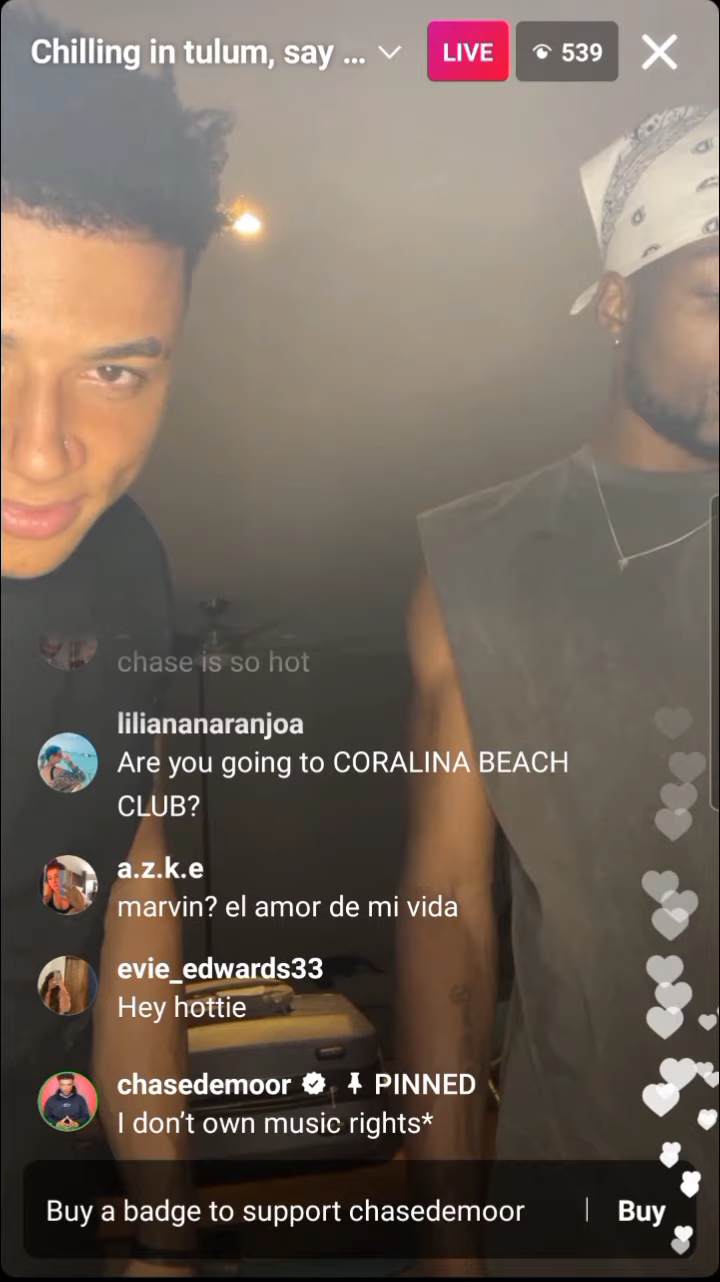 Chilling in tulum, say ...
LIVE
539
chase is so hot
liliananaranjoa
Are you going to CORALINA BEACH
CLUB?
a.z.k.e
marvin? el amor de mi vida
evie_edwards33
Hey hottie
chasedemoor PINNED
I don’t own music rights*
Buy a badge to support chasedemoor | Buy